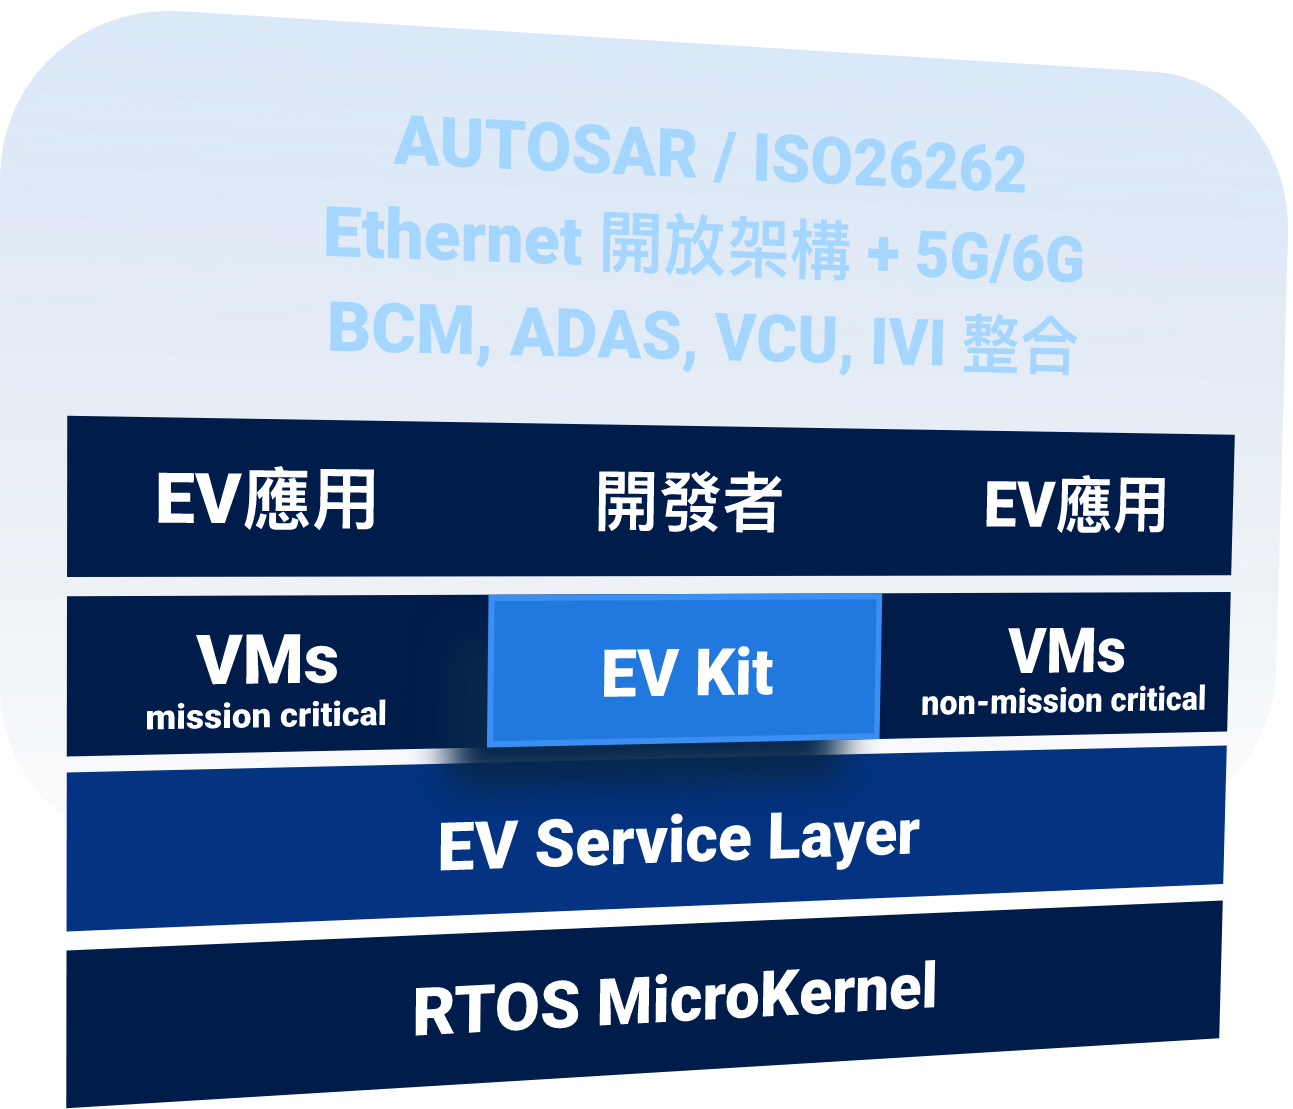 AUTOSAR / ISO26262
Ethernet 開放架構 + 5G/6G
BCM, ADAS, VCU, IVI 整合
EV應用 開發者 EV應用
VMs EV Kit VMs
mission critical non-mission critical
EV Service Layer
RTOS MicroKernel